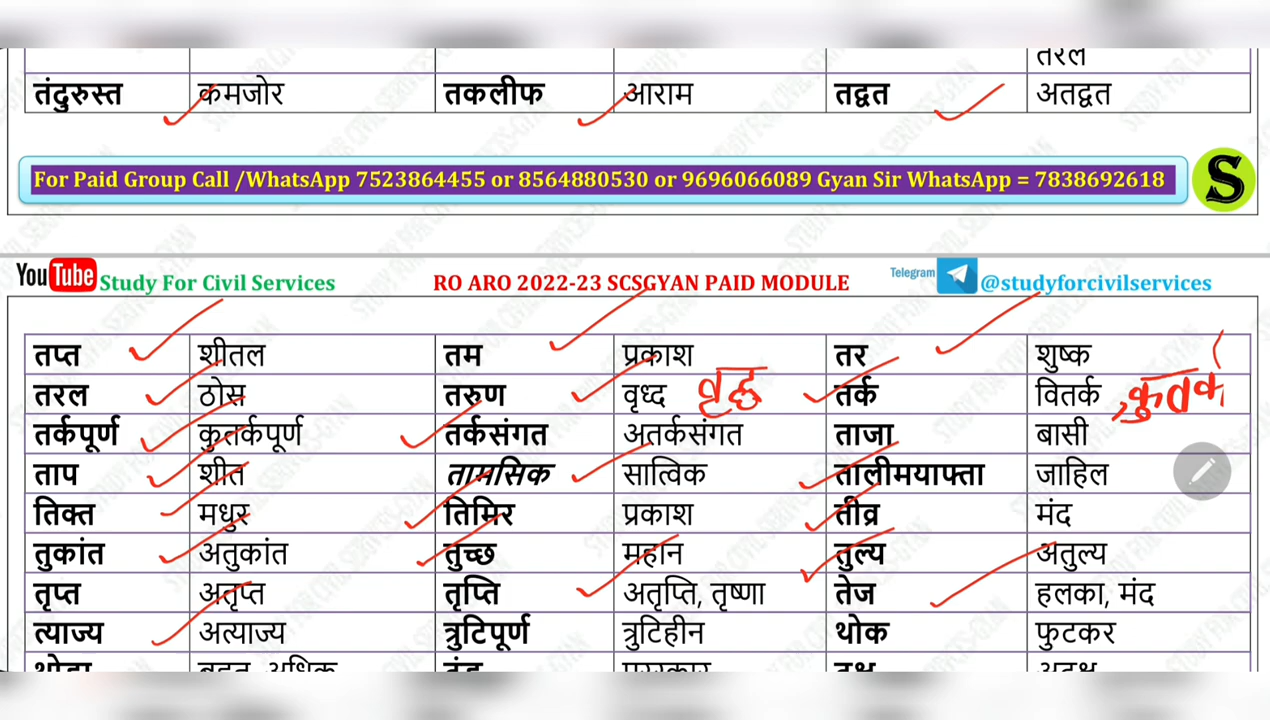 तरल
तंदुरुस्त कमजोर तकलीफ आराम तद्वत अतद्वत
For Paid Group Call /WhatsApp 7523864455 or 8564880530 or 9696066089 Gyan Sir WhatsApp = 7838692618 S
YouTube Study For Civil Services RO ARO 2022-23 SCSGYAN PAID MODULE Telegram @studyforcivilservices
तप्त शीतल तम प्रकाश तर शुष्क
तरल ठोस तरुण वृध्द वृद्ध तर्क वितर्क ,कुतर्क
तर्कपूर्ण कुतर्कपूर्ण तर्कसंगत अतर्कसंगत ताजा बासी
ताप शीत तामसिक सात्विक तालीमयाफ्ता जाहिल
तिक्त मधुर तिमिर प्रकाश तीव्र मंद
तुकांत अतुकांत तुच्छ महान तुल्य अतुल्य
तृप्त अतृप्त तृप्ति अतृप्ति, तृष्णा तेज हलका, मंद
त्याज्य अत्याज्य त्रुटिपूर्ण त्रुटिहीन थोक फुटकर